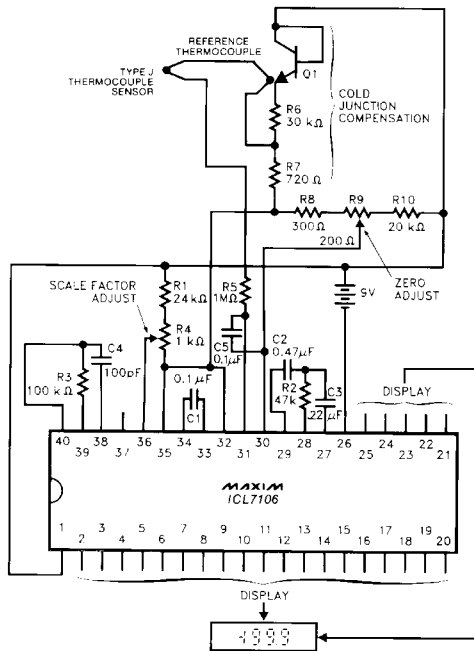 REFERENCE
THERMOCOUPLE
TYPE J
THERMOCOUPLE
SENSOR
Q1
COLD
JUNCTION
COMPENSATION
R6
30 kΩ
R7
720 Ω
R8
300Ω
R9
200Ω
R10
20 kΩ
ZERO
ADJUST
SCALE FACTOR
ADJUST
R1
24kΩ
R4
1 kΩ
R5
1MΩ
9V
C4
100pF
R3
100 kΩ
0.1μF
C1
C5
0.1μF
C2
0.47μF
R2
47k
C3
.22
μF
DISPLAY
40 39 38 37 36 35 34 33 32 31 30 29 28 27 26 25 24 23 22 21
MAXIM
ICL7106
1 2 3 4 5 6 7 8 9 10 11 12 13 14 15 16 17 18 19 20
DISPLAY
-1999